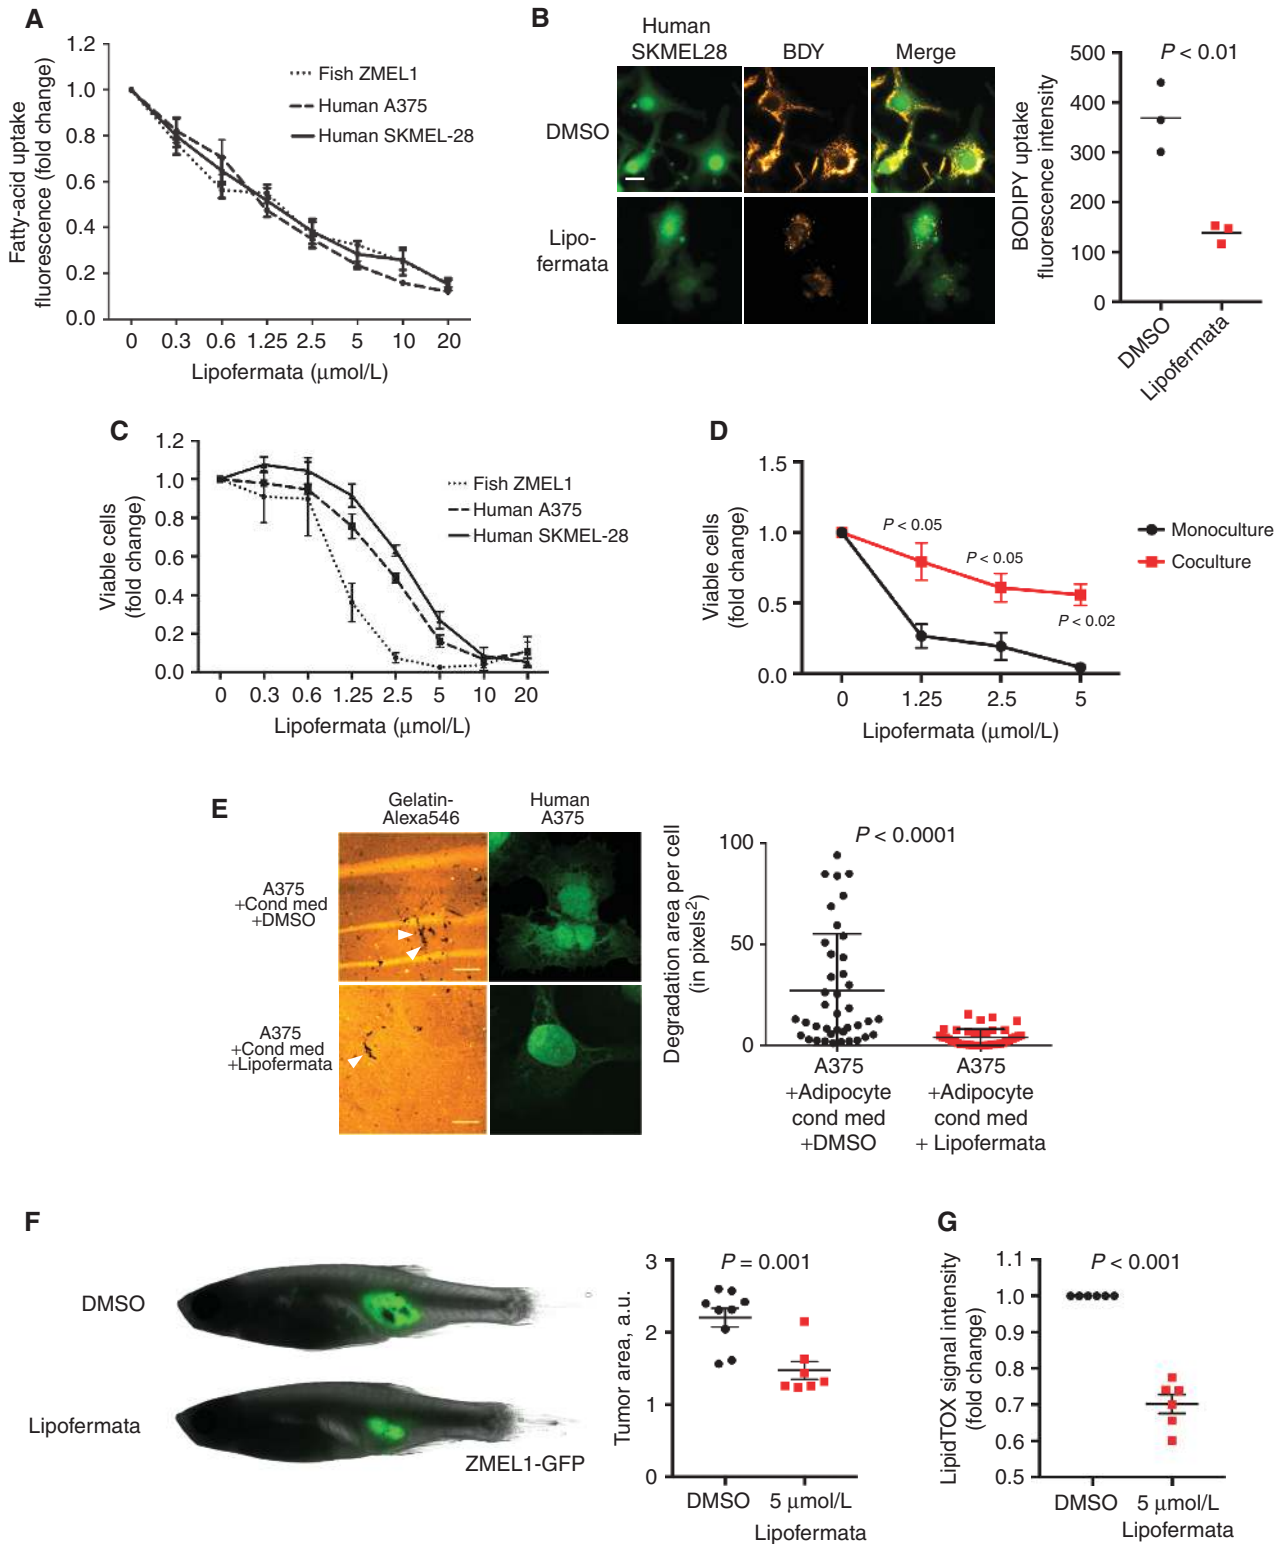 A
Fatty-acid uptake
fluorescence (fold change)
1.2
1.0
0.8
0.6
0.4
0.2
0.0
Fish ZMEL1
Human A375
Human SKMEL-28
0 0.3 0.6 1.25 2.5 5 10 20
Lipofermata (μmol/L)
B
Human
SKMEL28
BDY
Merge
DMSO
Lipo-
fermata
BODIPY uptake
fluorescence intensity
500
400
300
200
100
0
P < 0.01
DMSO
Lipofermata
C
Viable cells
(fold change)
1.2
1.0
0.8
0.6
0.4
0.2
0.0
Fish ZMEL1
Human A375
Human SKMEL-28
0 0.3 0.6 1.25 2.5 5 10 20
Lipofermata (μmol/L)
D
Viable cells
(fold change)
1.5
1.0
0.5
0.0
P < 0.05
P < 0.05
P < 0.02
Monoculture
Coculture
0 1.25 2.5 5
Lipofermata (μmol/L)
E
Gelatin-
Alexa546
Human
A375
A375
+Cond med
+DMSO
A375
+Cond med
+Lipofermata
Degradation area per cell
(in pixels²)
100
50
0
P < 0.0001
A375
+Adipocyte
cond med
+DMSO
A375
+Adipocyte
cond med
+ Lipofermata
F
DMSO
Lipofermata
ZMEL1-GFP
Tumor area, a.u.
3
2
1
0
P = 0.001
DMSO
5 μmol/L
Lipofermata
G
LipidTOX signal intensity
(fold change)
1.1
1.0
0.9
0.8
0.7
0.6
0.5
P < 0.001
DMSO
5 μmol/L
Lipofermata